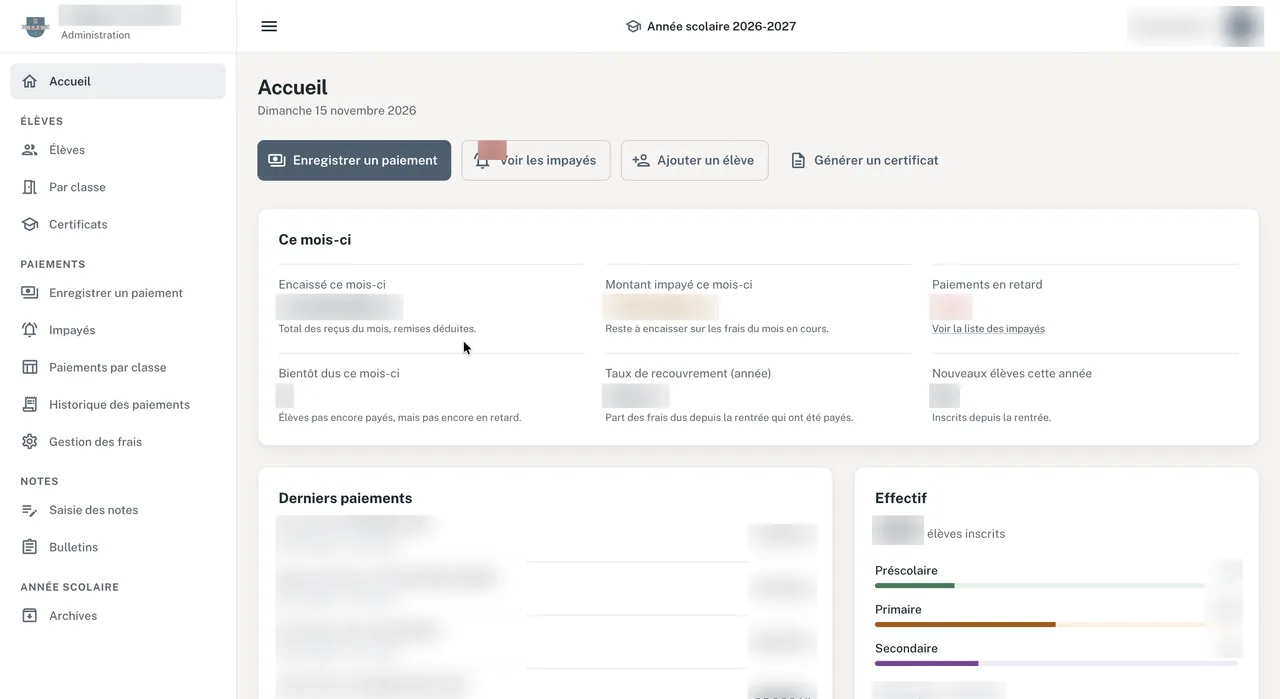 Administration
Année scolaire 2026-2027
Accueil
ÉLÈVES
Élèves
Par classe
Certificats
PAIEMENTS
Enregistrer un paiement
Impayés
Paiements par classe
Historique des paiements
Gestion des frais
NOTES
Saisie des notes
Bulletins
ANNÉE SCOLAIRE
Archives
Accueil
Dimanche 15 novembre 2026
Enregistrer un paiement
Voir les impayés
Ajouter un élève
Générer un certificat
Ce mois-ci
Encaissé ce mois-ci
Total des reçus du mois, remises déduites.
Montant impayé ce mois-ci
Reste à encaisser sur les frais du mois en cours.
Paiements en retard
Voir la liste des impayés
Bientôt dus ce mois-ci
Élèves pas encore payés, mais pas encore en retard.
Taux de recouvrement (année)
Part des frais dus depuis la rentrée qui ont été payés.
Nouveaux élèves cette année
Inscrits depuis la rentrée.
Derniers paiements
Effectif
élèves inscrits
Préscolaire
Primaire
Secondaire